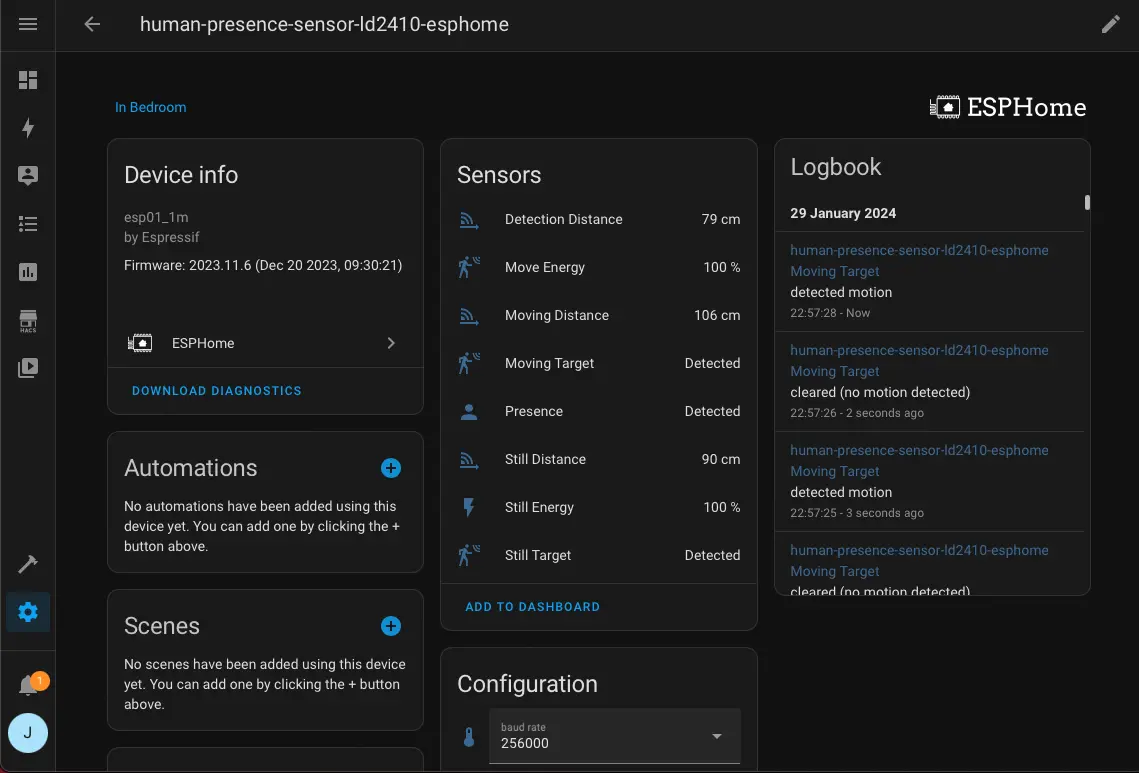 human-presence-sensor-ld2410-esphome
In Bedroom
ESPHome
Device info
esp01_1m
by Espressif
Firmware: 2023.11.6 (Dec 20 2023, 09:30:21)
ESPHome
DOWNLOAD DIAGNOSTICS
Automations
No automations have been added using this
device yet. You can add one by clicking the +
button above.
Scenes
No scenes have been added using this device
yet. You can add one by clicking the + button
above.
Sensors
Detection Distance 79 cm
Move Energy 100 %
Moving Distance 106 cm
Moving Target Detected
Presence Detected
Still Distance 90 cm
Still Energy 100 %
Still Target Detected
ADD TO DASHBOARD
Configuration
baud rate
256000
Logbook
29 January 2024
human-presence-sensor-ld2410-esphome
Moving Target
detected motion
22:57:28 - Now
human-presence-sensor-ld2410-esphome
Moving Target
cleared (no motion detected)
22:57:26 - 2 seconds ago
human-presence-sensor-ld2410-esphome
Moving Target
detected motion
22:57:25 - 3 seconds ago
human-presence-sensor-ld2410-esphome
Moving Target
cleared (no motion detected)
HACS
1
J